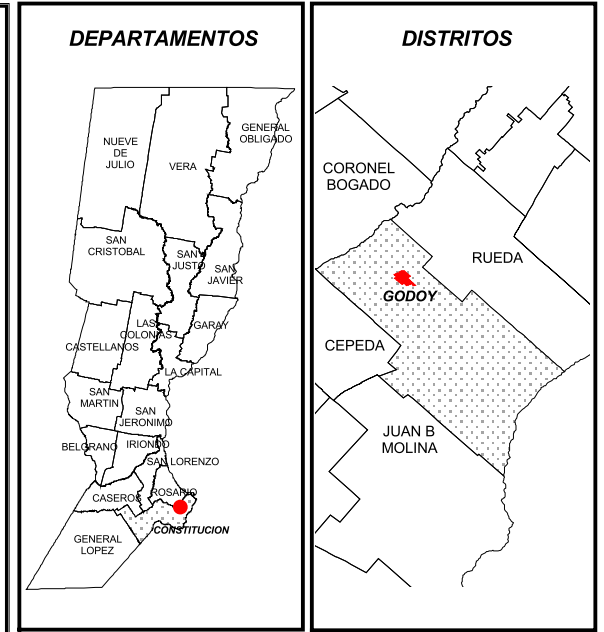 DEPARTAMENTOS
NUEVE
DE
JULIO
VERA
GENERAL
OBLIGADO
SAN
CRISTOBAL
SAN
JUSTO
SAN
JAVIER
LAS
COLONIAS
GARAY
CASTELLANOS
LA CAPITAL
SAN
MARTIN
SAN
JERONIMO
BELGRANO
IRIONDO
SAN LORENZO
CASEROS
ROSARIO
CONSTITUCION
GENERAL
LOPEZ
DISTRITOS
CORONEL
BOGADO
RUEDA
GODOY
CEPEDA
JUAN B
MOLINA